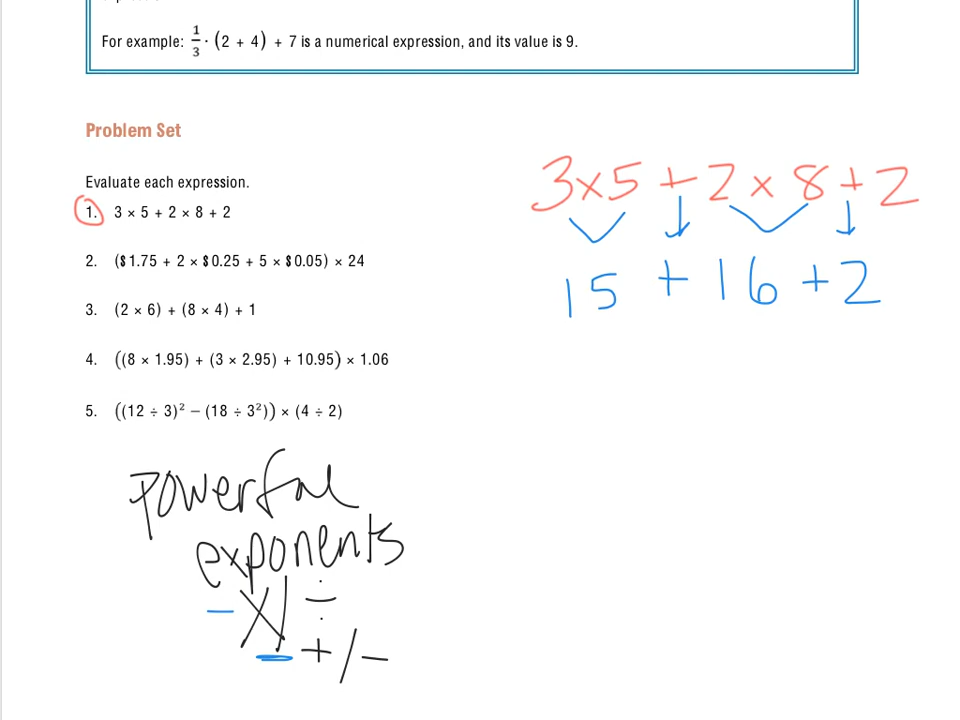 For example: 1/3 · (2 + 4) + 7 is a numerical expression, and its value is 9.
Problem Set
Evaluate each expression.
1. 3 × 5 + 2 × 8 + 2
2. ($1.75 + 2 × $0.25 + 5 × $0.05) × 24
3. (2 × 6) + (8 × 4) + 1
4. ((8 × 1.95) + (3 × 2.95) + 10.95) × 1.06
5. ((12 ÷ 3)² − (18 ÷ 3²)) × (4 ÷ 2)
3×5 + 2 × 8 + 2
15 + 16 + 2
powerful
exponents
×/÷
+/−